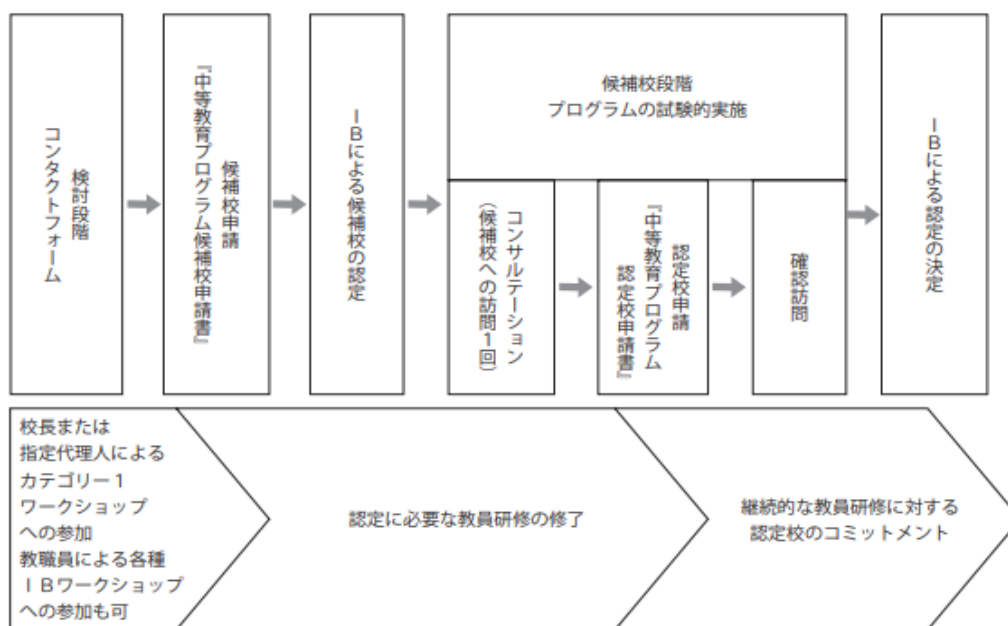 検討段階
コンタクトフォーム
候補校申請
『中等教育プログラム候補校申請書』
IBによる候補校の認定
候補校段階
プログラムの試験的実施
コンサルテーション
(候補校への訪問1回)
認定校申請
『中等教育プログラム
認定校申請書』
確認訪問
IBによる認定の決定
校長または
指定代理人による
カテゴリー1
ワークショップ
への参加
教職員による各種
IBワークショップ
への参加も可
認定に必要な教員研修の修了
継続的な教員研修に対する
認定校のコミットメント